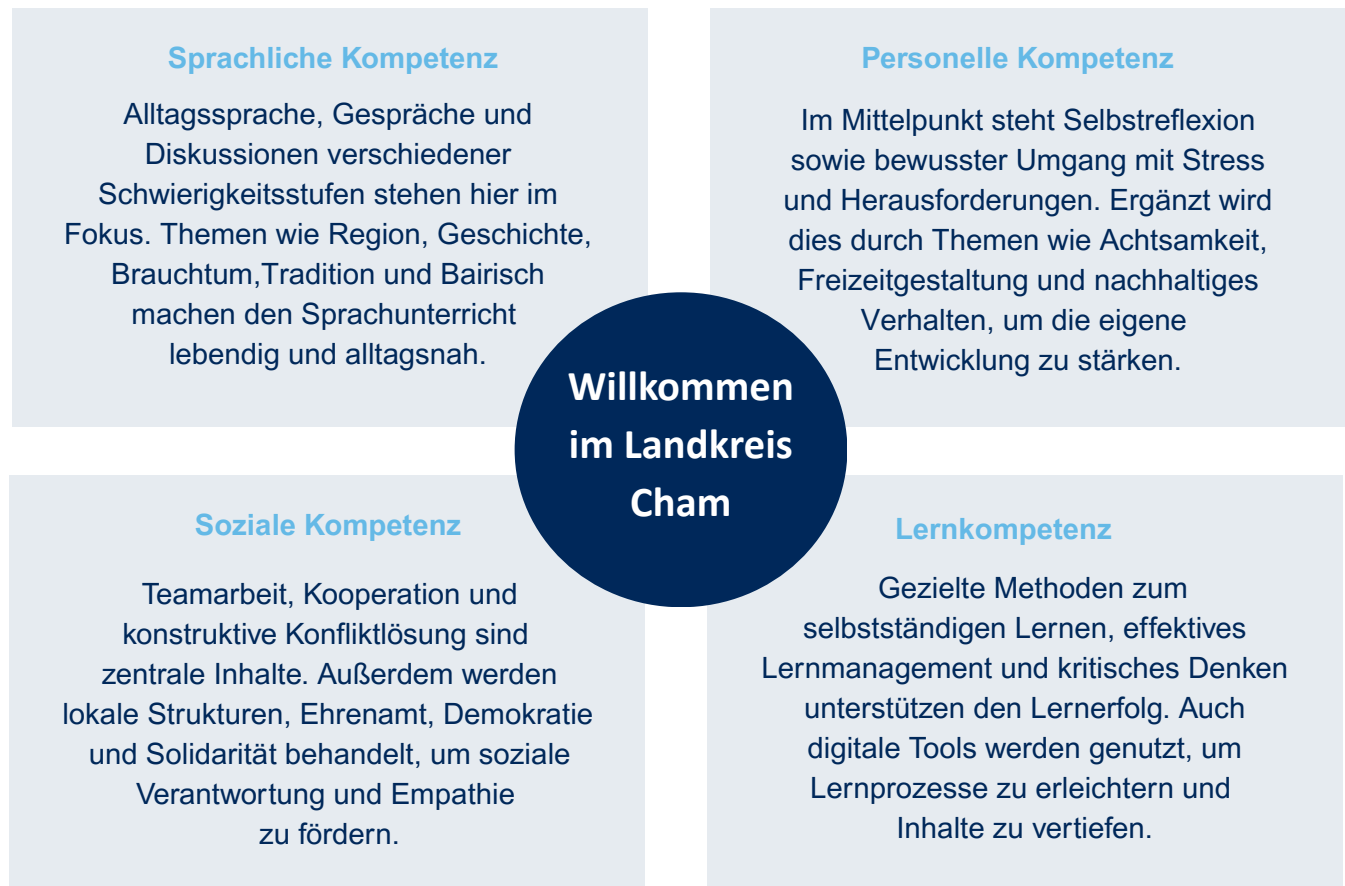 Sprachliche Kompetenz
Alltagssprache, Gespräche und
Diskussionen verschiedener
Schwierigkeitsstufen stehen hier im
Fokus. Themen wie Region, Geschichte,
Brauchtum,Tradition und Bairisch
machen den Sprachunterricht
lebendig und alltagsnah.
Personelle Kompetenz
Im Mittelpunkt steht Selbstreflexion
sowie bewusster Umgang mit Stress
und Herausforderungen. Ergänzt wird
dies durch Themen wie Achtsamkeit,
Freizeitgestaltung und nachhaltiges
Verhalten, um die eigene
Entwicklung zu stärken.
Willkommen
im Landkreis
Cham
Soziale Kompetenz
Teamarbeit, Kooperation und
konstruktive Konfliktlösung sind
zentrale Inhalte. Außerdem werden
lokale Strukturen, Ehrenamt, Demokratie
und Solidarität behandelt, um soziale
Verantwortung und Empathie
zu fördern.
Lernkompetenz
Gezielte Methoden zum
selbstständigen Lernen, effektives
Lernmanagement und kritisches Denken
unterstützen den Lernerfolg. Auch
digitale Tools werden genutzt, um
Lernprozesse zu erleichtern und
Inhalte zu vertiefen.